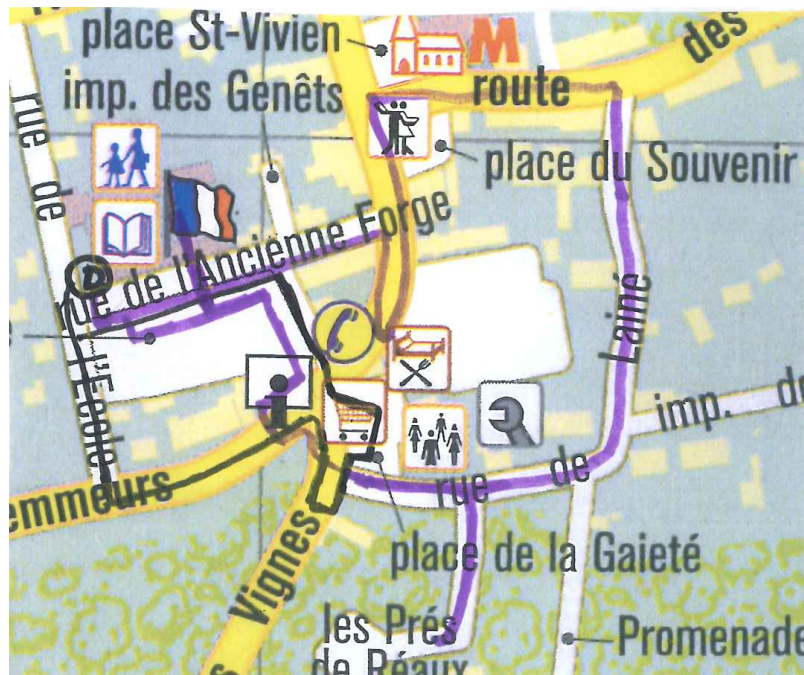 place St-Vivien
M
des
imp. des Genêts
route
rue de
place du Souvenir
D
rue de l'Ancienne Forge
l'Ecole
Lainé
i
imp. d
rue de
emmeurs
Vignes
place de la Gaieté
les Prés
de Réaux
Promenade